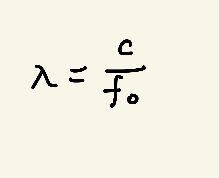 λ = c/f₀